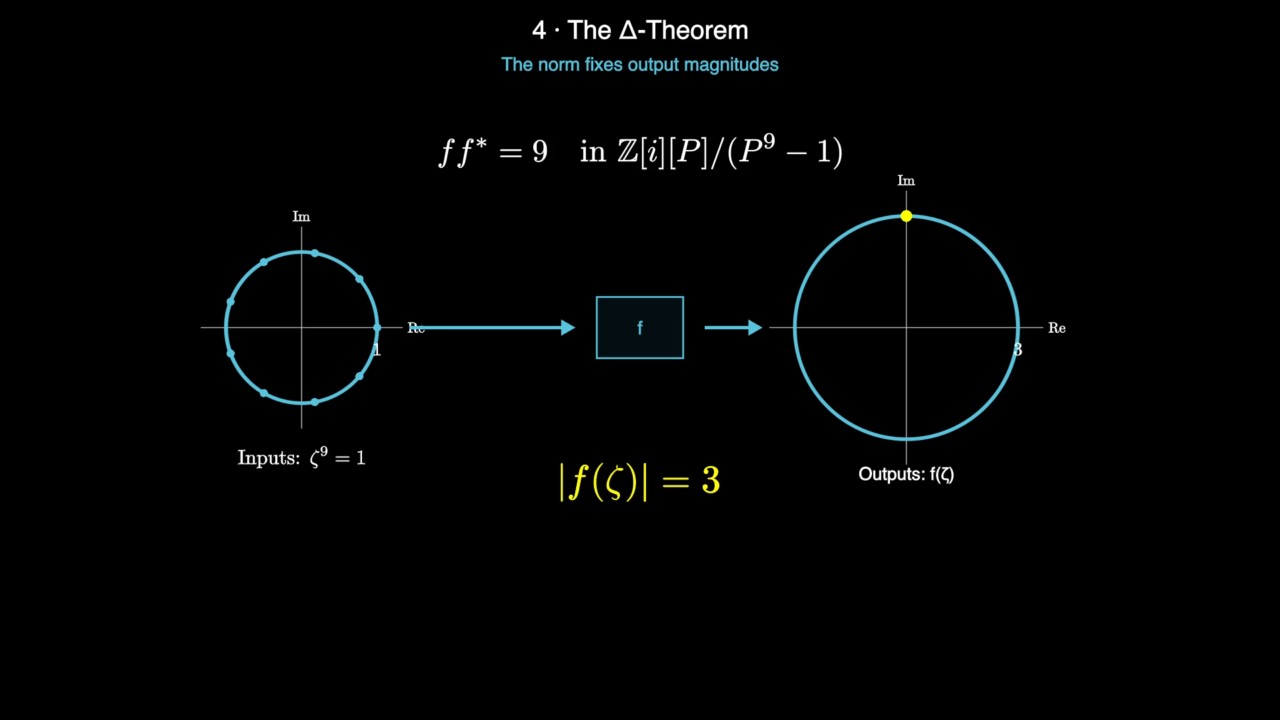 4 · The Δ-Theorem
The norm fixes output magnitudes
ff* = 9 in ℤ[i][P]/(P⁹ − 1)
Im
Im
Re
1
f
Re
3
Inputs: ζ⁹ = 1
|f(ζ)| = 3
Outputs: f(ζ)